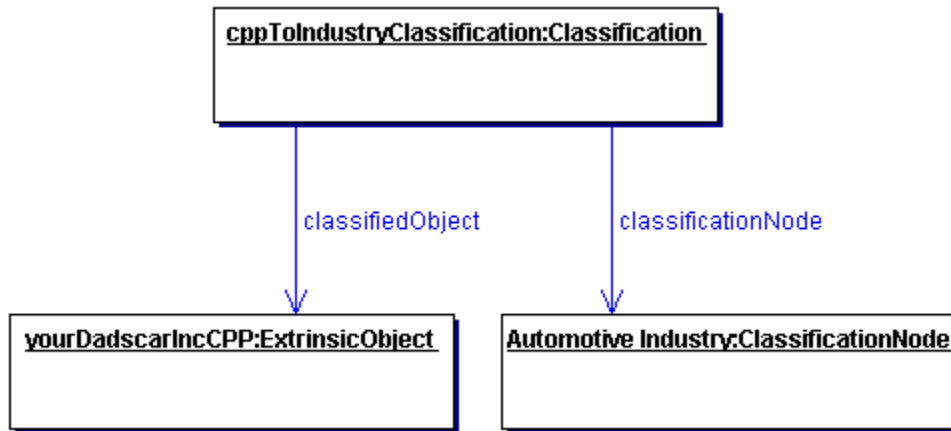 cppToIndustryClassification:Classification
classifiedObject
classificationNode
yourDadscarIncCPP:ExtrinsicObject
Automotive Industry:ClassificationNode